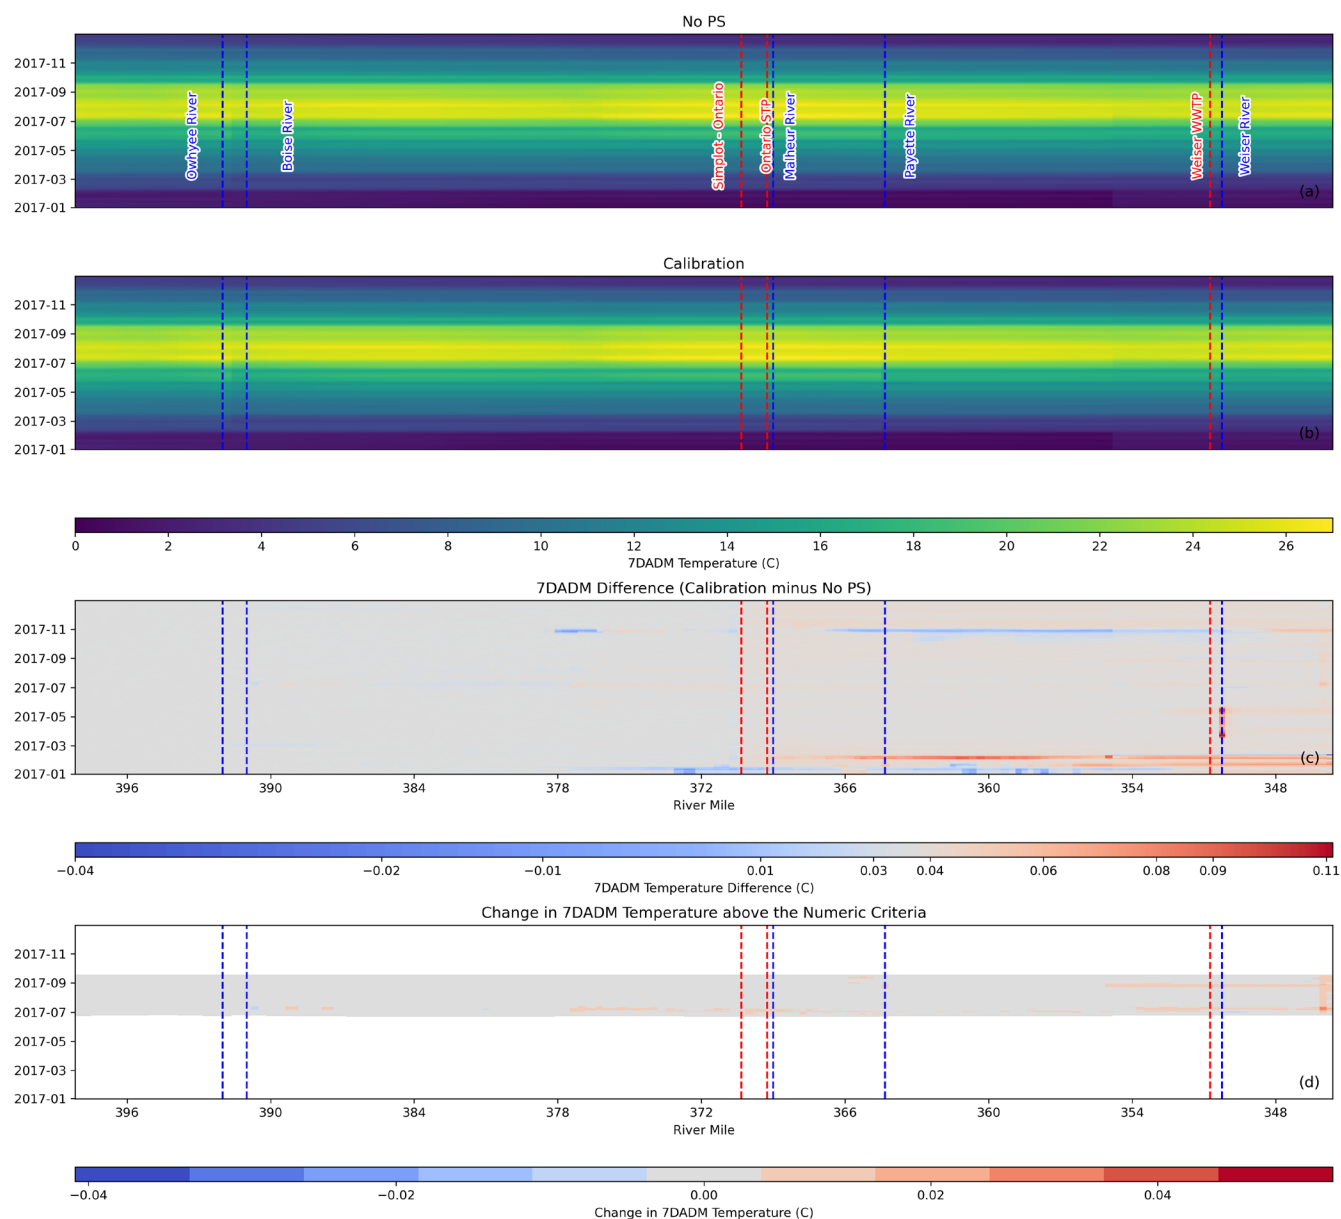 No PS
2017-11
2017-09
2017-07
2017-05
2017-03
2017-01
Owhyee River
Boise River
Simplot - Ontario
Ontario STP
Malheur River
Payette River
Weiser WWTP
Weiser River
(a)
Calibration
2017-11
2017-09
2017-07
2017-05
2017-03
2017-01
(b)
0 2 4 6 8 10 12 14 16 18 20 22 24 26
7DADM Temperature (C)
7DADM Difference (Calibration minus No PS)
2017-11
2017-09
2017-07
2017-05
2017-03
2017-01
(c)
396 390 384 378 372 366 360 354 348
River Mile
−0.04 −0.02 −0.01 0.01 0.03 0.04 0.06 0.08 0.09 0.11
7DADM Temperature Difference (C)
Change in 7DADM Temperature above the Numeric Criteria
2017-11
2017-09
2017-07
2017-05
2017-03
2017-01
(d)
396 390 384 378 372 366 360 354 348
River Mile
−0.04 −0.02 0.00 0.02 0.04
Change in 7DADM Temperature (C)